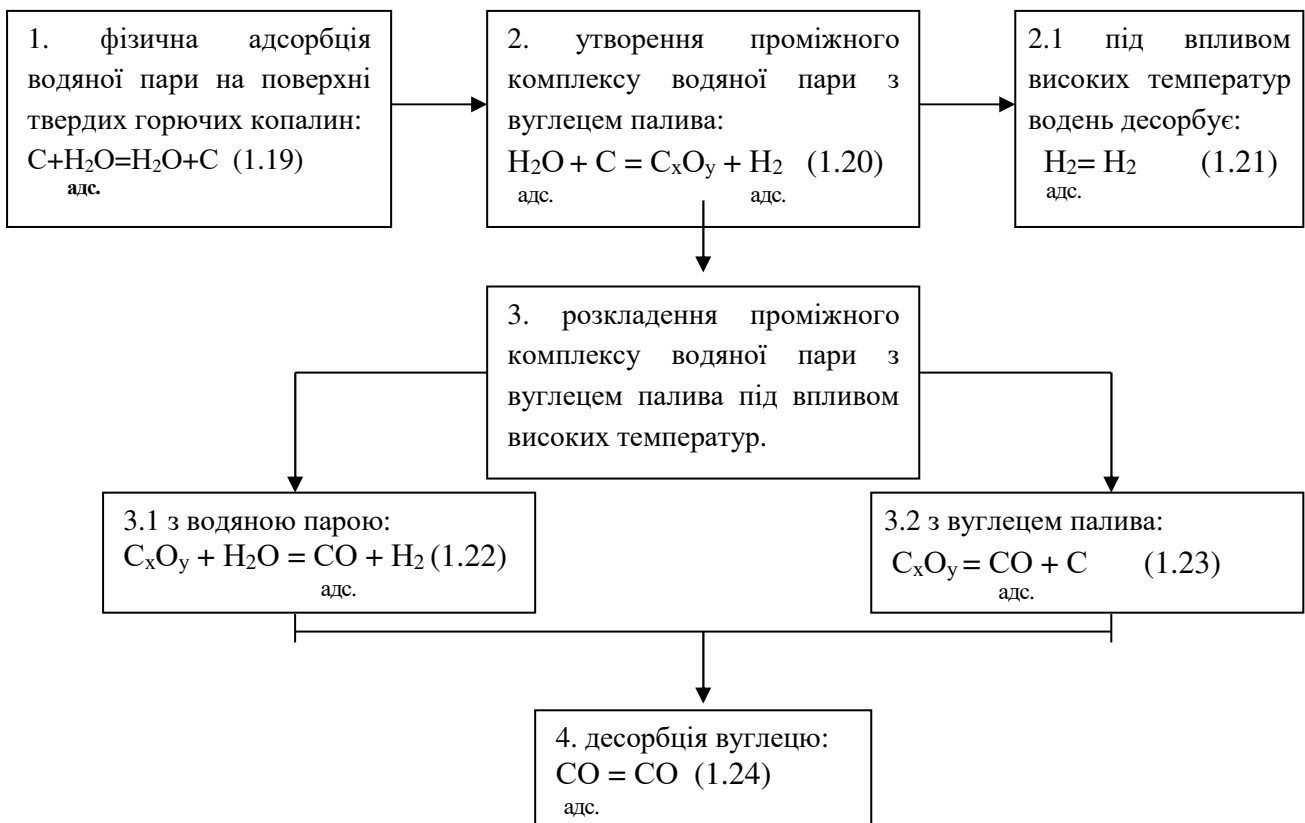 1. фізична адсорбція
водяної пари на поверхні
твердих горючих копалин:
C+H₂O=H₂O+C (1.19)
адс.
2. утворення проміжного
комплексу водяної пари з
вуглецем палива:
H₂O + C = CₓOᵧ + H₂ (1.20)
адс. адс.
2.1 під впливом
високих температур
водень десорбує:
H₂= H₂ (1.21)
адс.
3. розкладення проміжного
комплексу водяної пари з
вуглецем палива під впливом
високих температур.
3.1 з водяною парою:
CₓOᵧ + H₂O = CO + H₂ (1.22)
адс.
3.2 з вуглецем палива:
CₓOᵧ = CO + C (1.23)
адс.
4. десорбція вуглецю:
CO = CO (1.24)
адс.